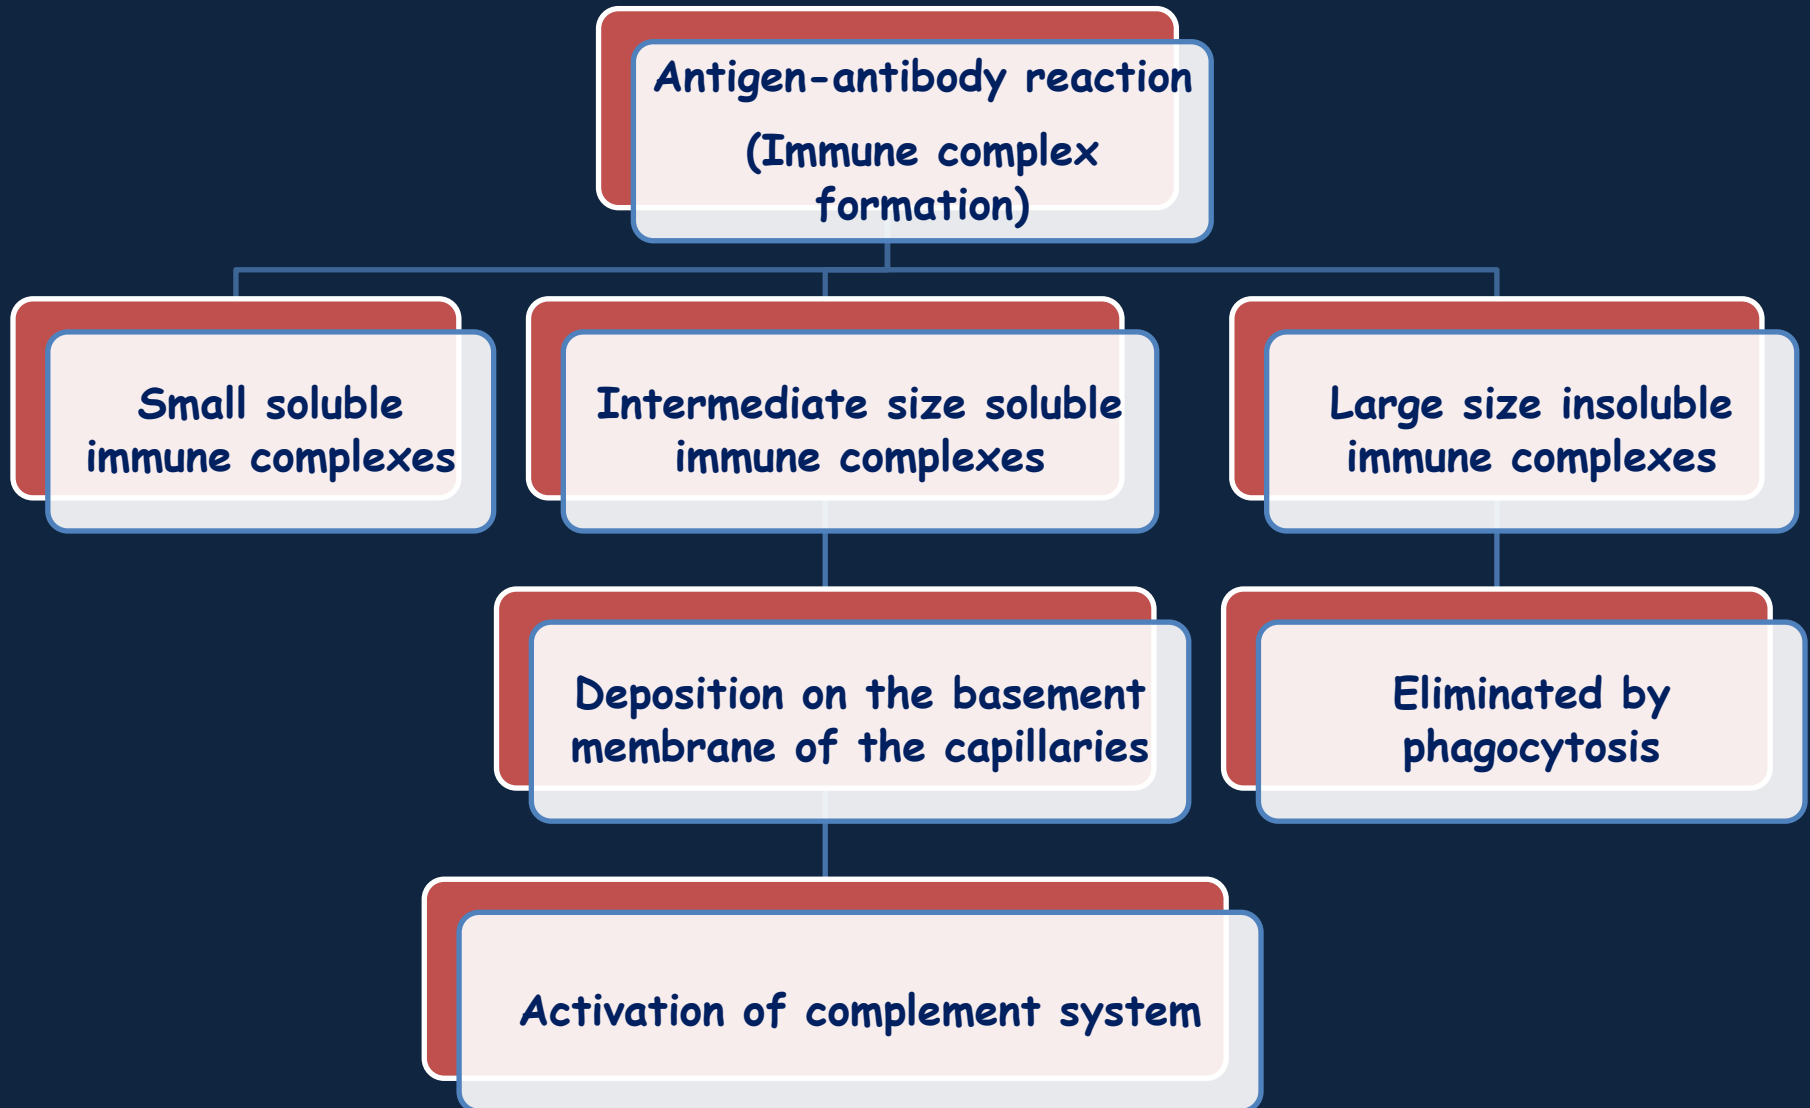 Antigen-antibody reaction
(Immune complex
formation)
Small soluble
immune complexes
Intermediate size soluble
immune complexes
Large size insoluble
immune complexes
Deposition on the basement
membrane of the capillaries
Eliminated by
phagocytosis
Activation of complement system